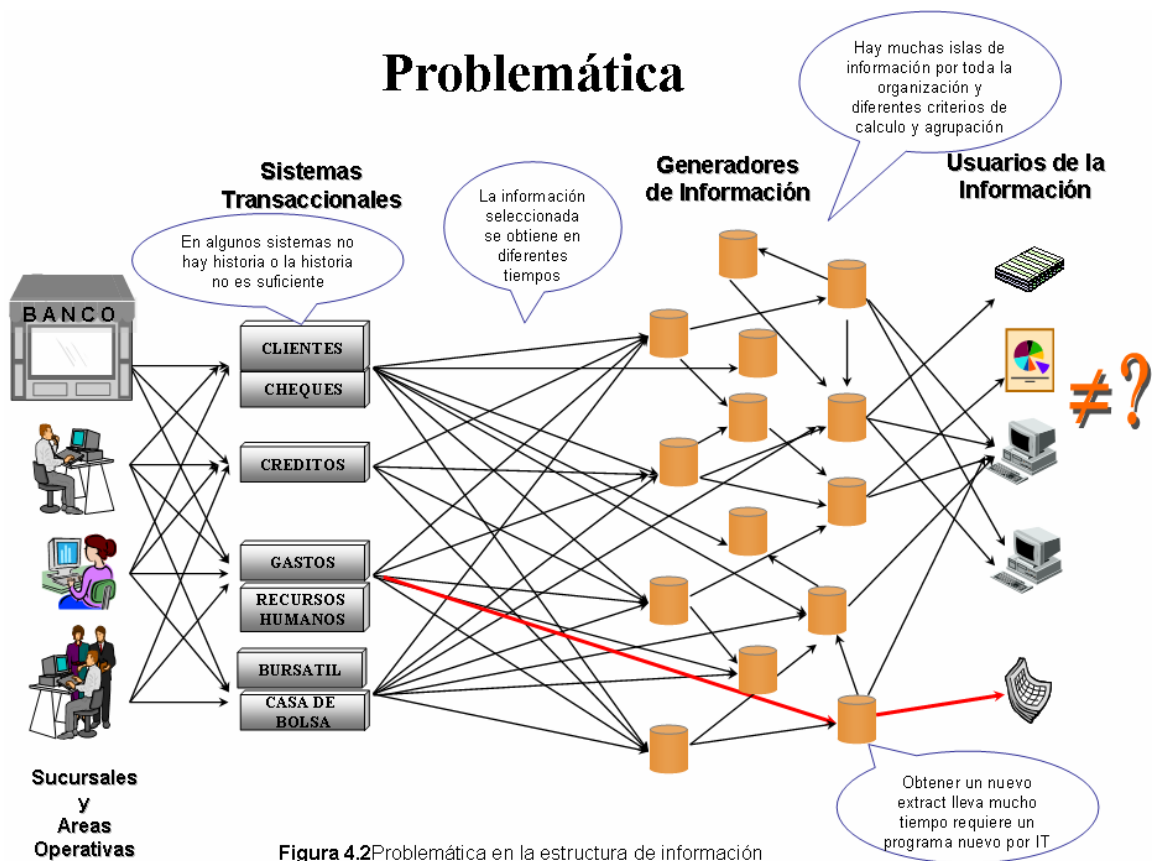 Problemática
Hay muchas islas de
información por toda la
organización y
diferentes criterios de
calculo y agrupación
Sistemas
Transaccionales
Generadores
de Información
Usuarios de la
Información
La información
seleccionada
se obtiene en
diferentes
tiempos
En algunos sistemas no
hay historia o la historia
no es suficiente
BANCO
CLIENTES
CHEQUES
CREDITOS
GASTOS
RECURSOS
HUMANOS
BURSATIL
CASA DE
BOLSA
≠?
Sucursales
y
Areas
Operativas
Obtener un nuevo
extract lleva mucho
tiempo requiere un
programa nuevo por IT
Figura 4.2Problemática en la estructura de información